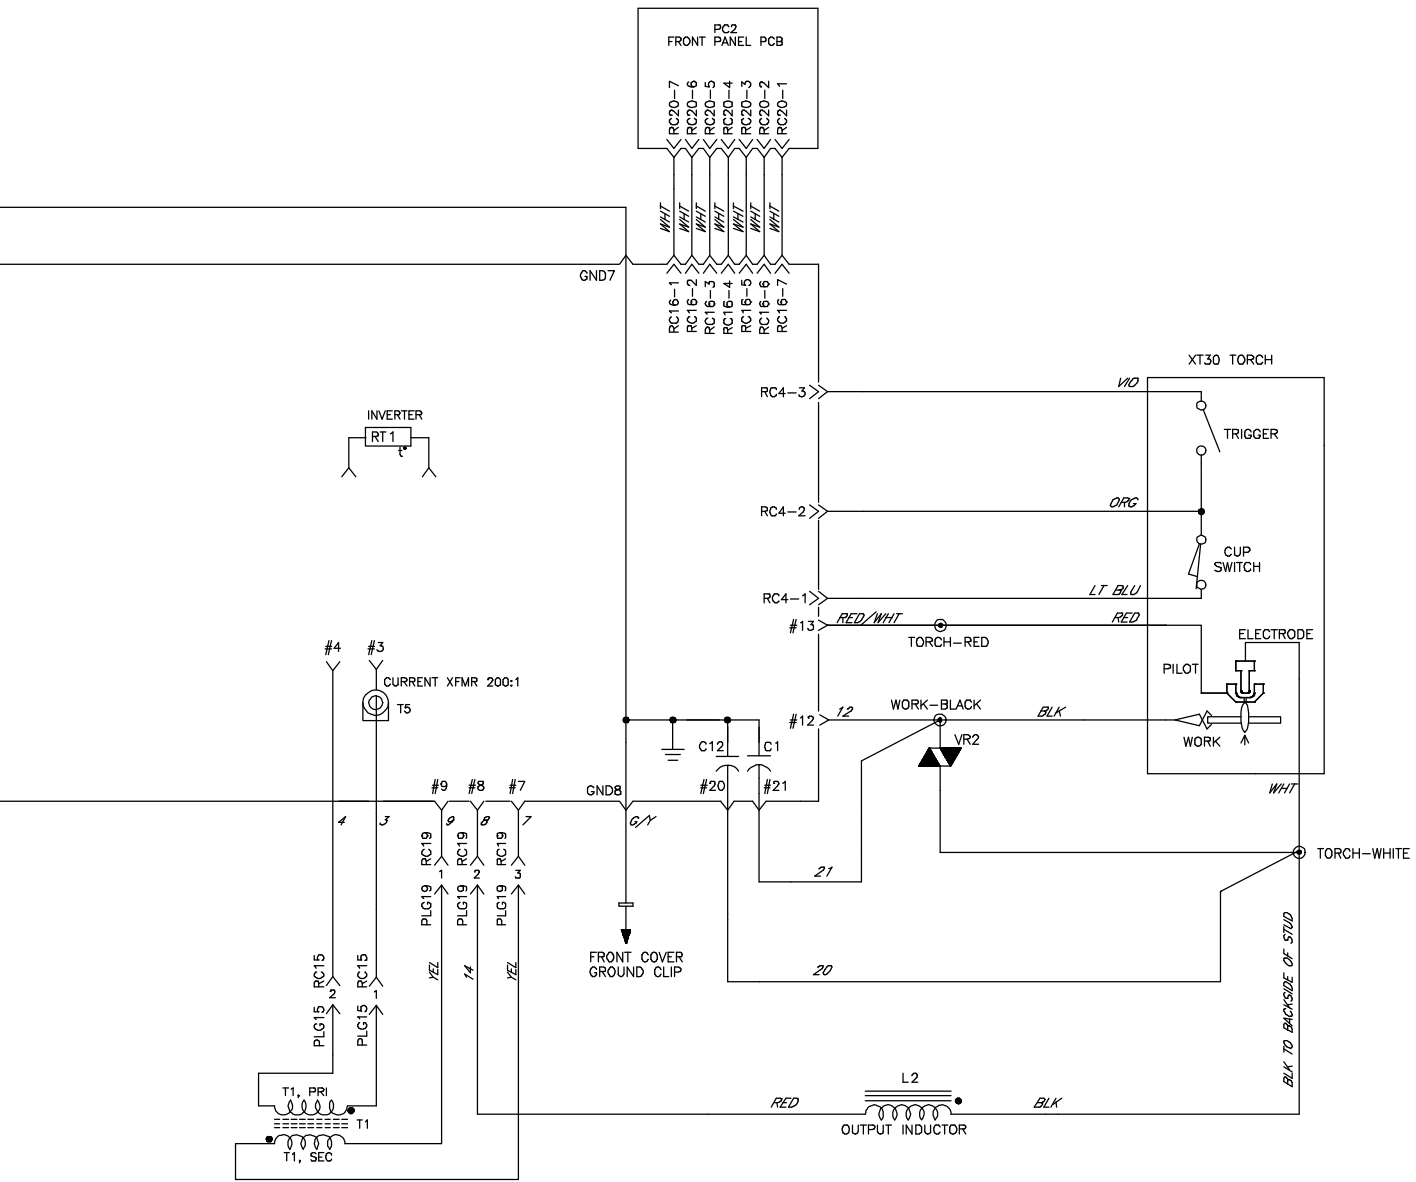 PC2
FRONT PANEL PCB
RC20-7
RC20-6
RC20-5
RC20-4
RC20-3
RC20-2
RC20-1
WHT
WHT
WHT
WHT
WHT
WHT
WHT
GND7
RC16-1
RC16-2
RC16-3
RC16-4
RC16-5
RC16-6
RC16-7
XT30 TORCH
RC4-3
VIO
INVERTER
RT1
t°
TRIGGER
RC4-2
ORG
CUP
SWITCH
RC4-1
LT BLU
#13
RED/WHT
RED
TORCH-RED
ELECTRODE
#4
#3
PILOT
CURRENT XFMR 200:1
T5
WORK-BLACK
#12
12
BLK
C12
C1
VR2
WORK
#9
#8
#7
GND8
#20
#21
WHT
4
3
9
8
7
G/Y
RC19
RC19
RC19
TORCH-WHITE
1
2
3
21
PLG19
PLG19
PLG19
FRONT COVER
GROUND CLIP
RC15
RC15
YEL
14
YEL
20
2
1
PLG15
PLG15
BLK TO BACKSIDE OF STUD
L2
T1, PRI
RED
BLK
T1
OUTPUT INDUCTOR
T1, SEC